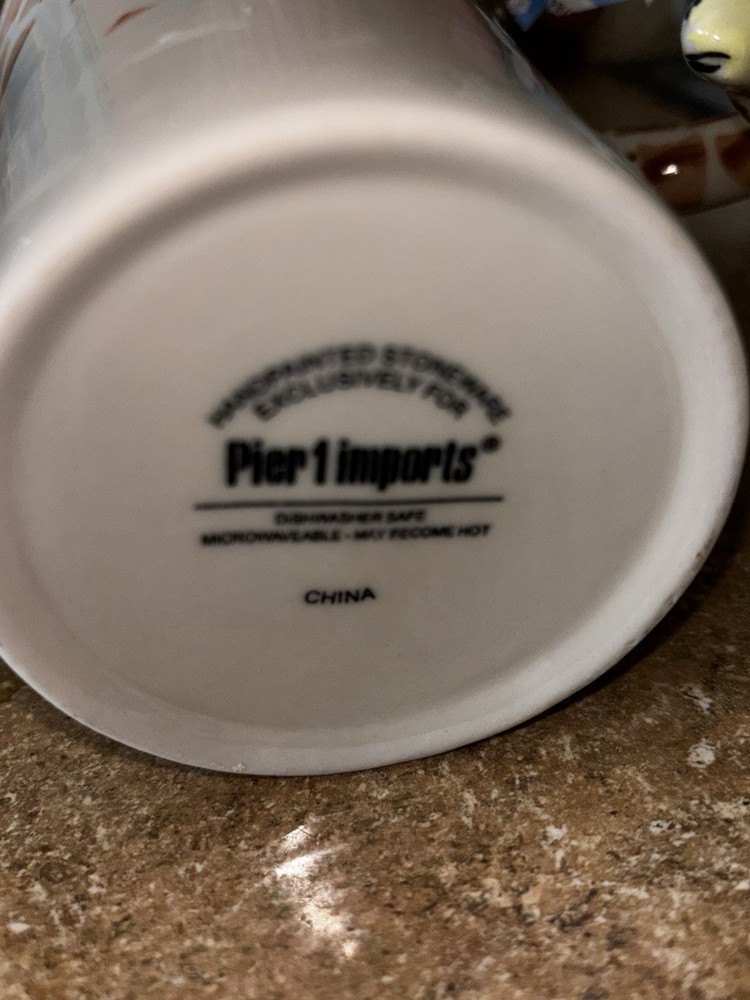 HANDPAINTED STONEWARE
EXCLUSIVELY FOR
Pier 1 imports®
DISHWASHER SAFE
MICROWAVEABLE - MAY BECOME HOT
CHINA